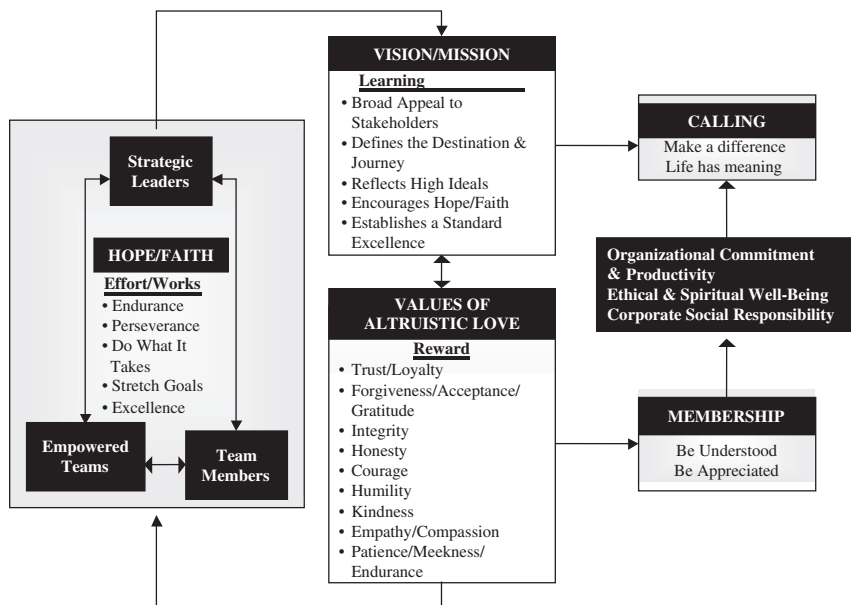 Strategic
Leaders
HOPE/FAITH
Effort/Works
• Endurance
• Perseverance
• Do What It
Takes
• Stretch Goals
• Excellence
Empowered
Teams
Team
Members
VISION/MISSION
Learning
• Broad Appeal to
Stakeholders
• Defines the Destination &
Journey
• Reflects High Ideals
• Encourages Hope/Faith
• Establishes a Standard
Excellence
VALUES OF
ALTRUISTIC LOVE
Reward
• Trust/Loyalty
• Forgiveness/Acceptance/
Gratitude
• Integrity
• Honesty
• Courage
• Humility
• Kindness
• Empathy/Compassion
• Patience/Meekness/
Endurance
CALLING
Make a difference
Life has meaning
Organizational Commitment
& Productivity
Ethical & Spiritual Well-Being
Corporate Social Responsibility
MEMBERSHIP
Be Understood
Be Appreciated